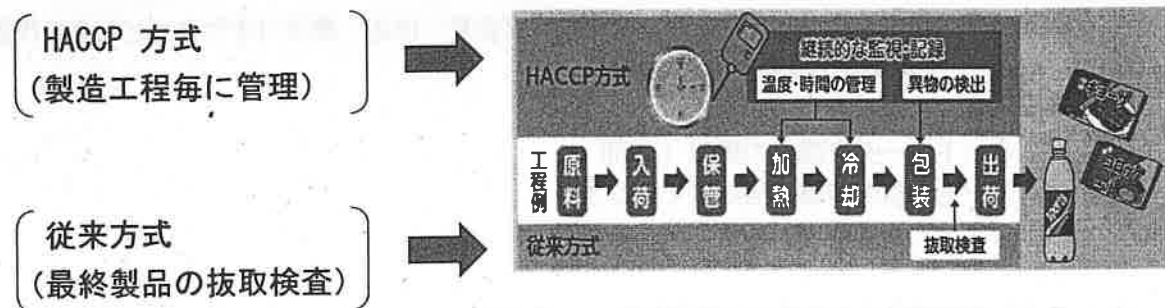 HACCP 方式
(製造工程毎に管理)
HACCP方式
継続的な監視・記録
温度・時間の管理
異物の検出
工程例
原料
入荷
保管
加熱
冷却
包装
出荷
従来方式
抜取検査
従来方式
(最終製品の抜取検査)